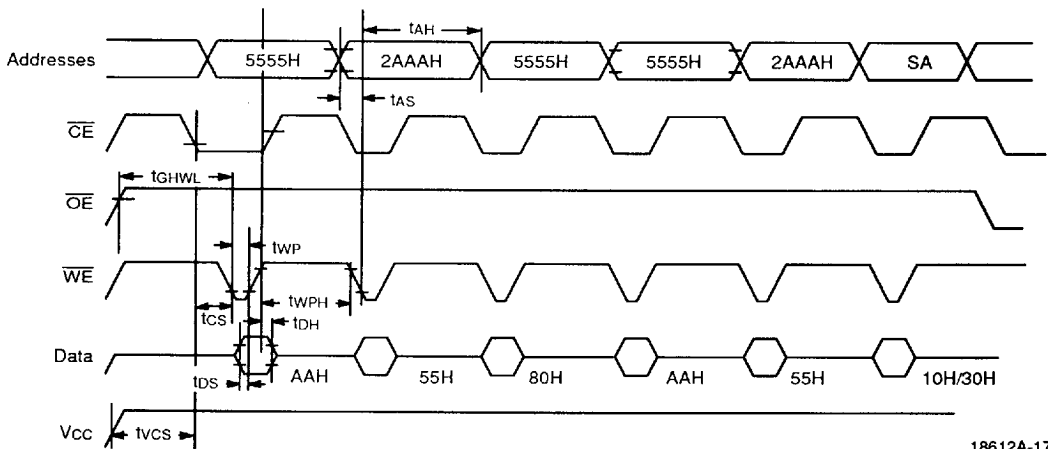 tAH
Addresses 5555H 2AAAH 5555H 5555H 2AAAH SA
tAS
CE
tGHWL
OE
tWP
WE
tCS tWPH
tDH
Data
tDS AAH 55H 80H AAH 55H 10H/30H
VCC tVCS
18612A-17